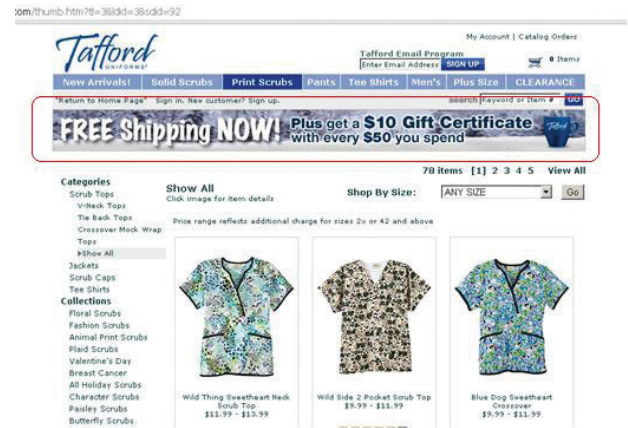 com/thumb.htm?tl=3&ldid=3&sdid=92
My Account | Catalog Orders
Tafford
UNIFORMS
Tafford Email Program
Enter Email Address SIGN UP
0 Items
New Arrivals! Solid Scrubs Print Scrubs Pants Tee Shirts Men's Plus Size CLEARANCE
"Return to Home Page" Sign in. New customer? Sign up.
Search Keyword or Item # GO
FREE Shipping NOW! Plus get a $10 Gift Certificate
with every $50 you spend
Tafford
78 items [1] 2 3 4 5 View All
Categories
Scrub Tops
V-Neck Tops
Tie Back Tops
Crossover Mock Wrap
Tops
Show All
Jackets
Scrub Caps
Tee Shirts
Collections
Floral Scrubs
Fashion Scrubs
Animal Print Scrubs
Plaid Scrubs
Valentine's Day
Breast Cancer
All Holiday Scrubs
Character Scrubs
Paisley Scrubs
Butterfly Scrubs
Show All
Click image for item details
Shop By Size: ANY SIZE Go
Price range reflects additional charge for sizes 2x or 42 and above
Wild Thing Sweetheart Neck
Scrub Top
$11.99 - $13.99
Wild Side 2 Pocket Scrub Top
$9.99 - $11.99
Blue Dog Sweetheart
Crossover
$9.99 - $11.99